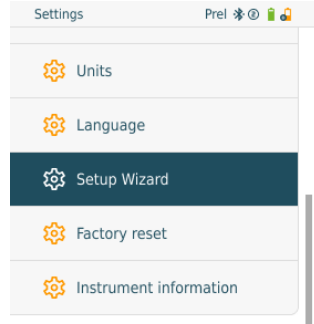 Settings
Prel
Units
Language
Setup Wizard
Factory reset
Instrument information